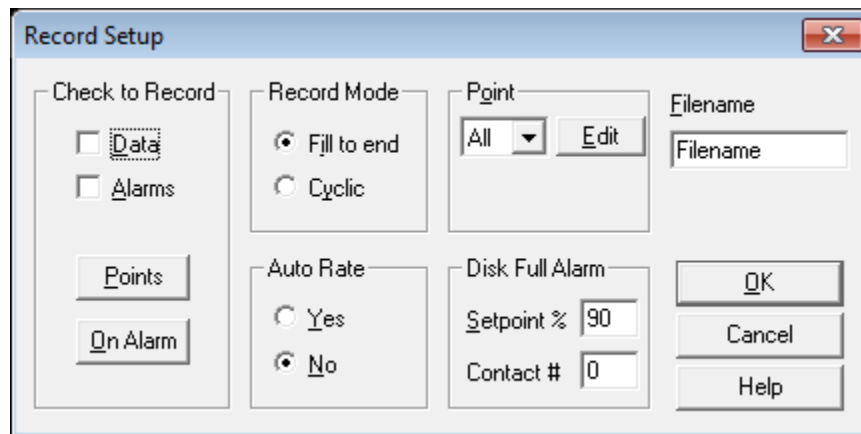 Record Setup
Check to Record
Data
Alarms
Points
On Alarm
Record Mode
Fill to end
Cyclic
Auto Rate
Yes
No
Point
All
Edit
Disk Full Alarm
Setpoint % 90
Contact # 0
Filename
Filename
OK
Cancel
Help